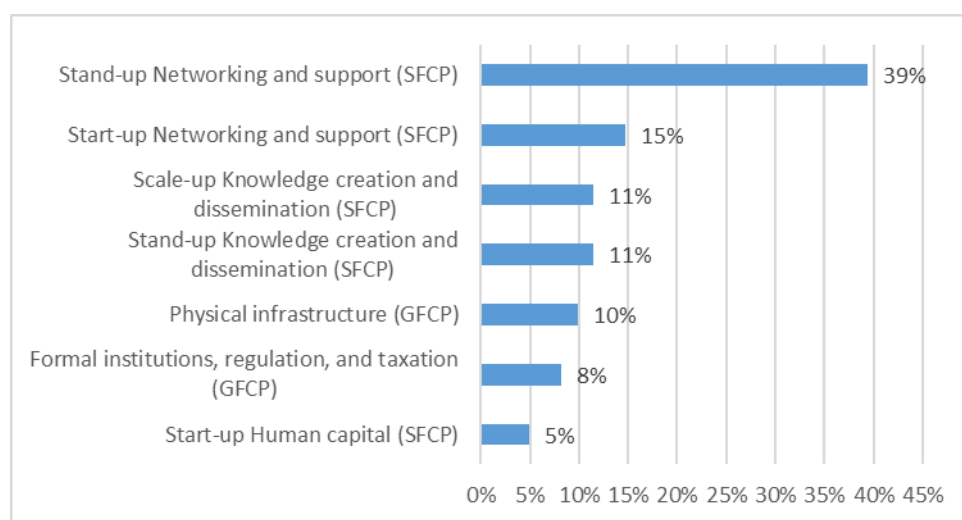 Stand-up Networking and support (SFCP)
39%
Start-up Networking and support (SFCP)
15%
Scale-up Knowledge creation and
dissemination (SFCP)
11%
Stand-up Knowledge creation and
dissemination (SFCP)
11%
Physical infrastructure (GFCP)
10%
Formal institutions, regulation, and taxation
(GFCP)
8%
Start-up Human capital (SFCP)
5%
0% 5% 10% 15% 20% 25% 30% 35% 40% 45%